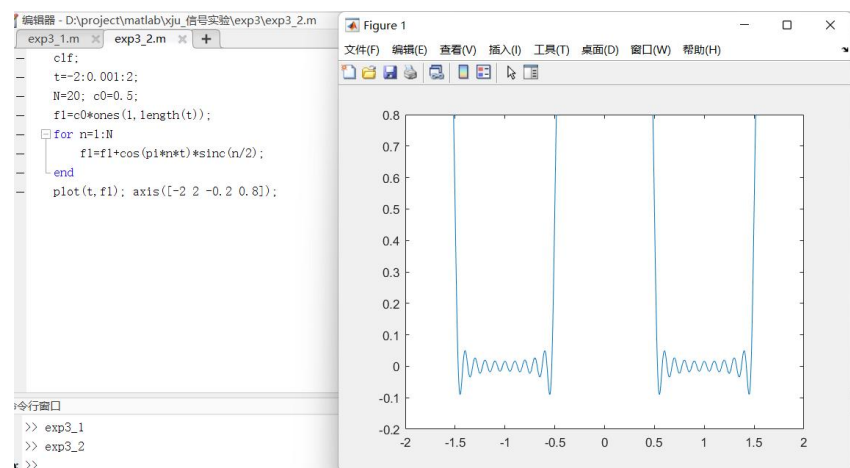 编辑器 - D:\project\matlab\xju_信号实验\exp3\exp3_2.m
exp3_1.m × exp3_2.m × +
clf;
t=-2:0.001:2;
N=20; c0=0.5;
f1=c0*ones(1,length(t));
for n=1:N
f1=f1+cos(pi*n*t)*sinc(n/2);
end
plot(t,f1); axis([-2 2 -0.2 0.8]);
令行窗口
>> exp3_1
>> exp3_2
>>
Figure 1
文件(F) 编辑(E) 查看(V) 插入(I) 工具(T) 桌面(D) 窗口(W) 帮助(H)
0.8
0.7
0.6
0.5
0.4
0.3
0.2
0.1
0
-0.1
-0.2
-2 -1.5 -1 -0.5 0 0.5 1 1.5 2